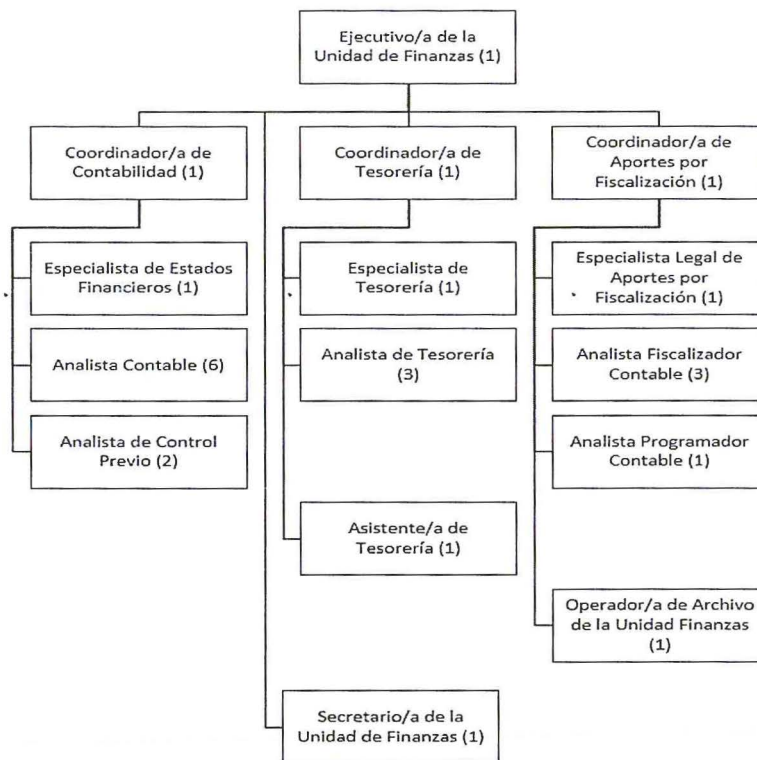 Ejecutivo/a de la
Unidad de Finanzas (1)
Coordinador/a de
Contabilidad (1)
Coordinador/a de
Tesorería (1)
Coordinador/a de
Aportes por
Fiscalización (1)
Especialista de Estados
Financieros (1)
Especialista de
Tesorería (1)
Especialista Legal de
Aportes por
Fiscalización (1)
Analista Contable (6)
Analista de Tesorería
(3)
Analista Fiscalizador
Contable (3)
Analista de Control
Previo (2)
Analista Programador
Contable (1)
Asistente/a de
Tesorería (1)
Operador/a de Archivo
de la Unidad Finanzas
(1)
Secretario/a de la
Unidad de Finanzas (1)